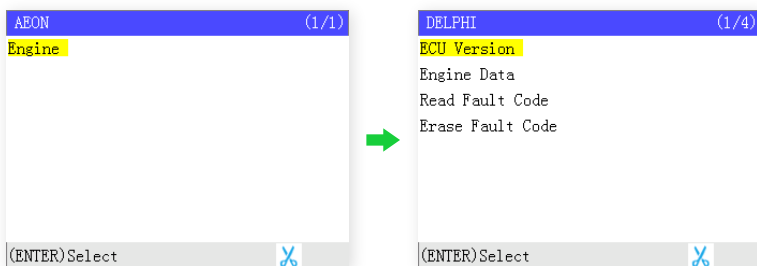 AEON (1/1)
Engine
(ENTER)Select
DELPHI (1/4)
ECU Version
Engine Data
Read Fault Code
Erase Fault Code
(ENTER)Select